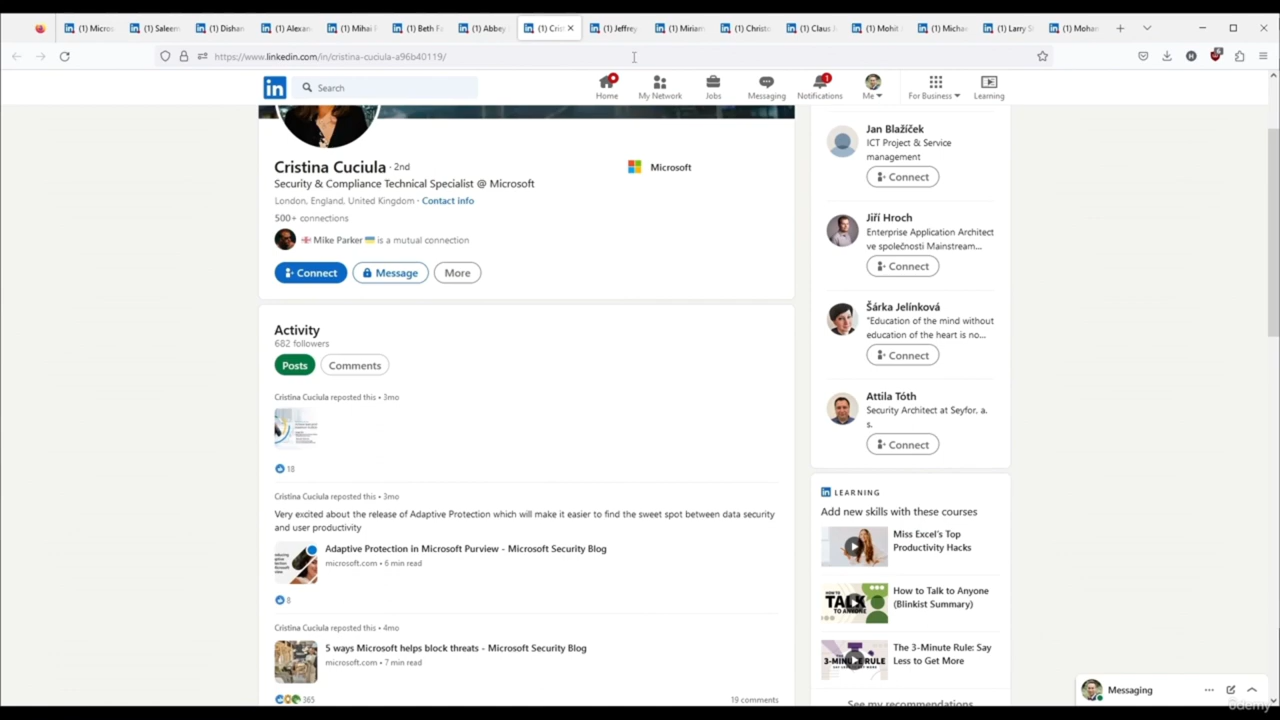 (1) Micros
(1) Saleem
(1) Dishan
(1) Alexan
(1) Mihai
(1) Beth Fa
(1) Abbey
(1) Crist
(1) Jeffrey
(1) Miriam
(1) Christo
(1) Claus J
(1) Mohit
(1) Michae
(1) Larry S
(1) Mohan
https://www.linkedin.com/in/cristina-cuciula-a96b40119/
Search
Home
My Network
Jobs
Messaging
1
Notifications
Me
For Business
Learning
Cristina Cuciula · 2nd
Security & Compliance Technical Specialist @ Microsoft
London, England, United Kingdom · Contact info
500+ connections
Mike Parker is a mutual connection
Connect
Message
More
Microsoft
Activity
682 followers
Posts
Comments
Cristina Cuciula reposted this • 3mo
18
Cristina Cuciula reposted this • 3mo
Very excited about the release of Adaptive Protection which will make it easier to find the sweet spot between data security
and user productivity
Adaptive Protection in Microsoft Purview - Microsoft Security Blog
microsoft.com • 6 min read
8
Cristina Cuciula reposted this • 4mo
5 ways Microsoft helps block threats - Microsoft Security Blog
microsoft.com • 7 min read
365
19 comments
Jan Blažíček
ICT Project & Service
management
Connect
Jiří Hroch
Enterprise Application Architect
ve společnosti Mainstream...
Connect
Šárka Jelínková
"Education of the mind without
education of the heart is no...
Connect
Attila Tóth
Security Architect at Seyfor, a.
s.
Connect
in LEARNING
Add new skills with these courses
Miss Excel's Top
Productivity Hacks
How to Talk to Anyone
(Blinkist Summary)
The 3-Minute Rule: Say
Less to Get More
See my recommendations
Messaging
udemy